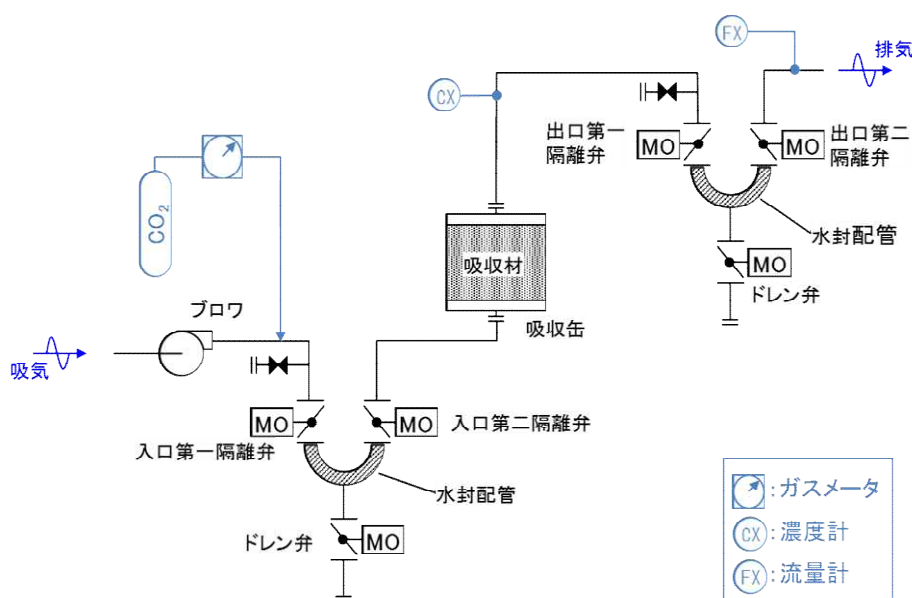 FX
排気
CX
出口第一
隔離弁
MO
MO
出口第二
隔離弁
CO₂
水封配管
吸収材
MO
ドレン弁
ブロワ
吸収缶
吸気
MO
MO
入口第二隔離弁
入口第一隔離弁
水封配管
ドレン弁
MO
:ガスメータ
CX:濃度計
FX:流量計